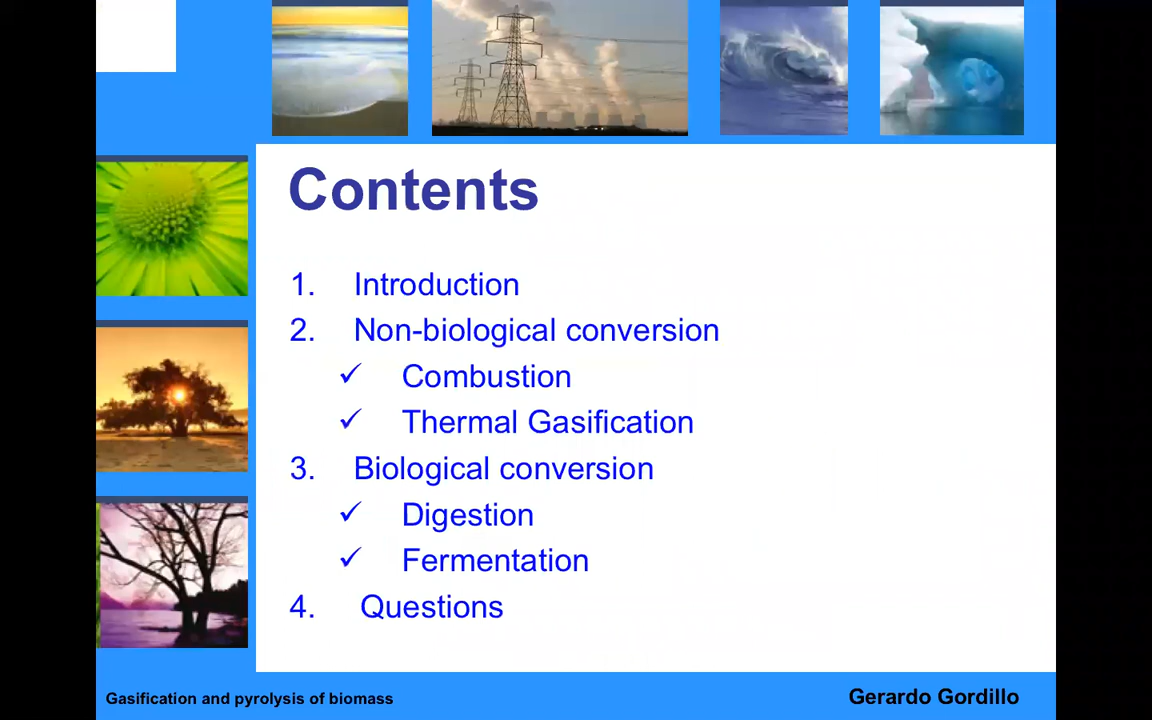 Contents
1. Introduction
2. Non-biological conversion
✓ Combustion
✓ Thermal Gasification
3. Biological conversion
✓ Digestion
✓ Fermentation
4. Questions
Gasification and pyrolysis of biomass
Gerardo Gordillo